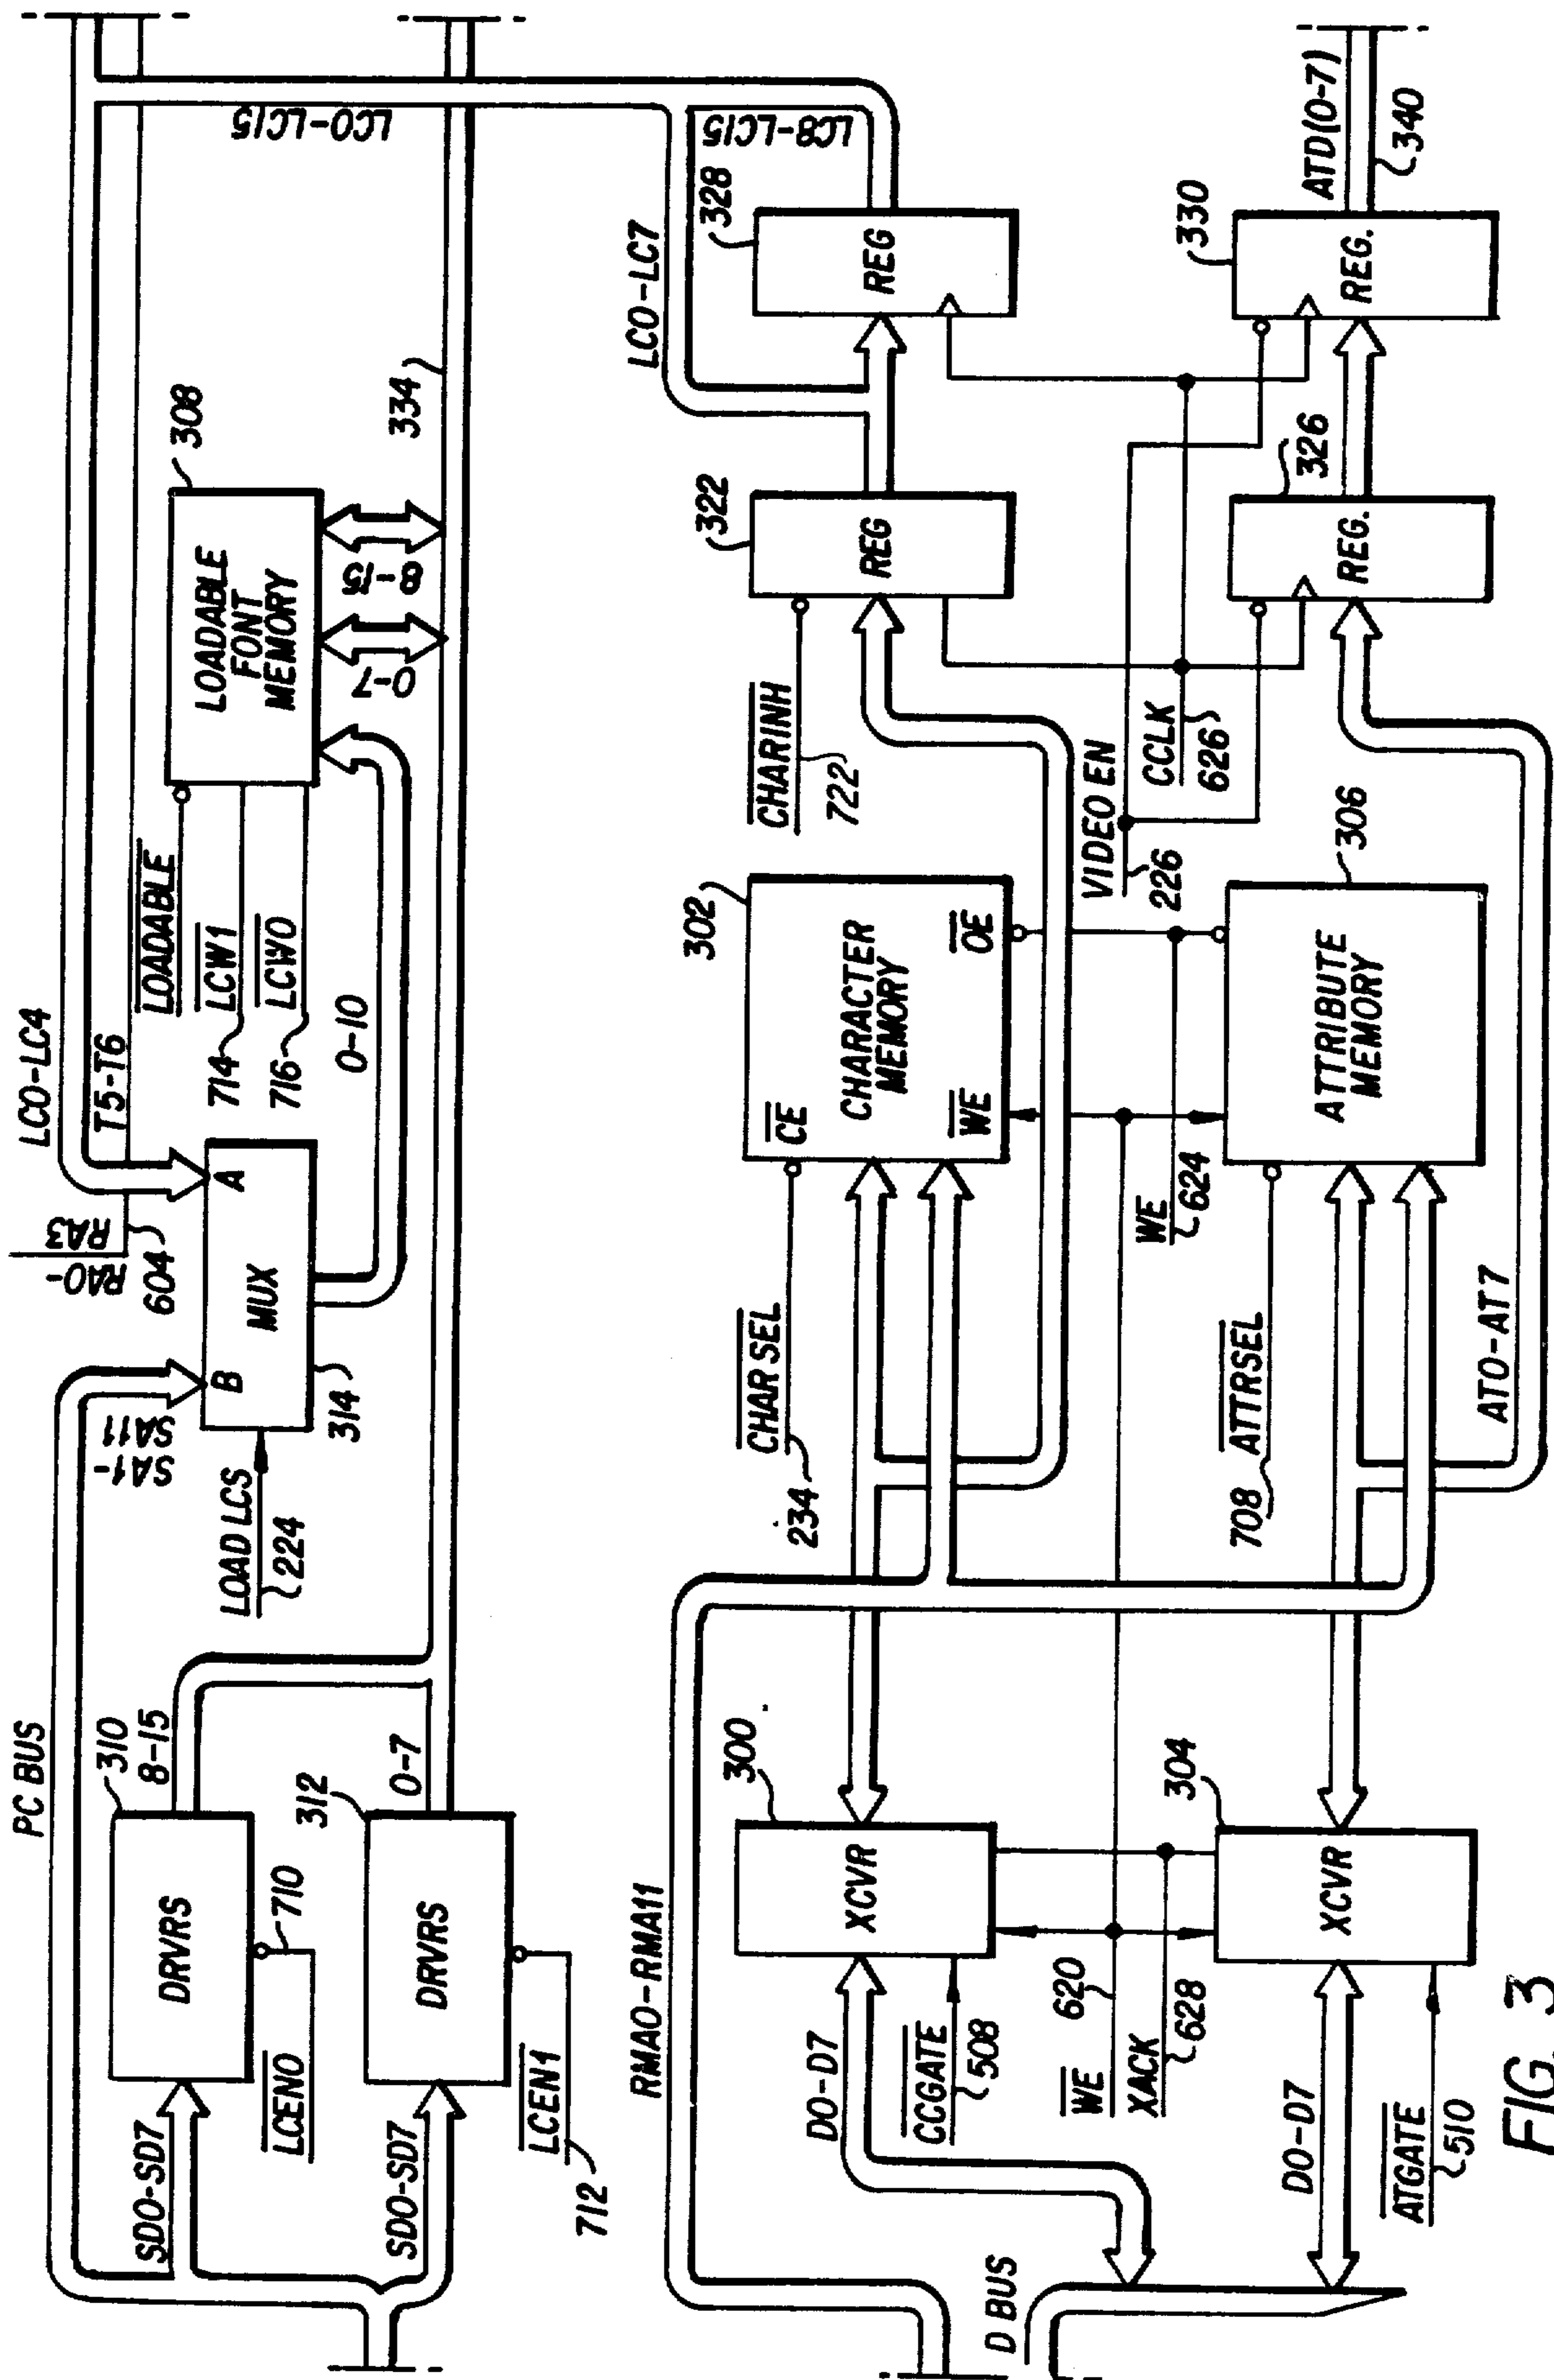 PC BUS
SD0-SD7
DRVRS
310
8-15
LCEN0
710
SD0-SD7
DRVRS
312
0-7
LCEN1
712
SA1-
SA11
LOAD LCS
224
B
MUX
A
314
RA0-
RA3
604
LC0-LC4
T5-T6
LOADABLE
LCW1
714
LCW0
716
0-10
LOADABLE
FONT
MEMORY
308
0-7
8-15
334
LC0-LC15
LC0-LC7
LC8-LC15
RMA0-RMA11
D BUS
D0-D7
XCVR
300
CCGATE
508
WE
620
XACK
628
D0-D7
XCVR
304
ATGATE
510
CHARSEL
234
CE
CHARACTER
MEMORY
WE
OE
302
WE
624
ATTRSEL
708
ATTRIBUTE
MEMORY
306
AT0-AT7
CHARINH
722
VIDEO EN
226
CCLK
626
REG
322
REG
328
REG.
326
REG.
330
ATD(0-7)
340
FIG. 3